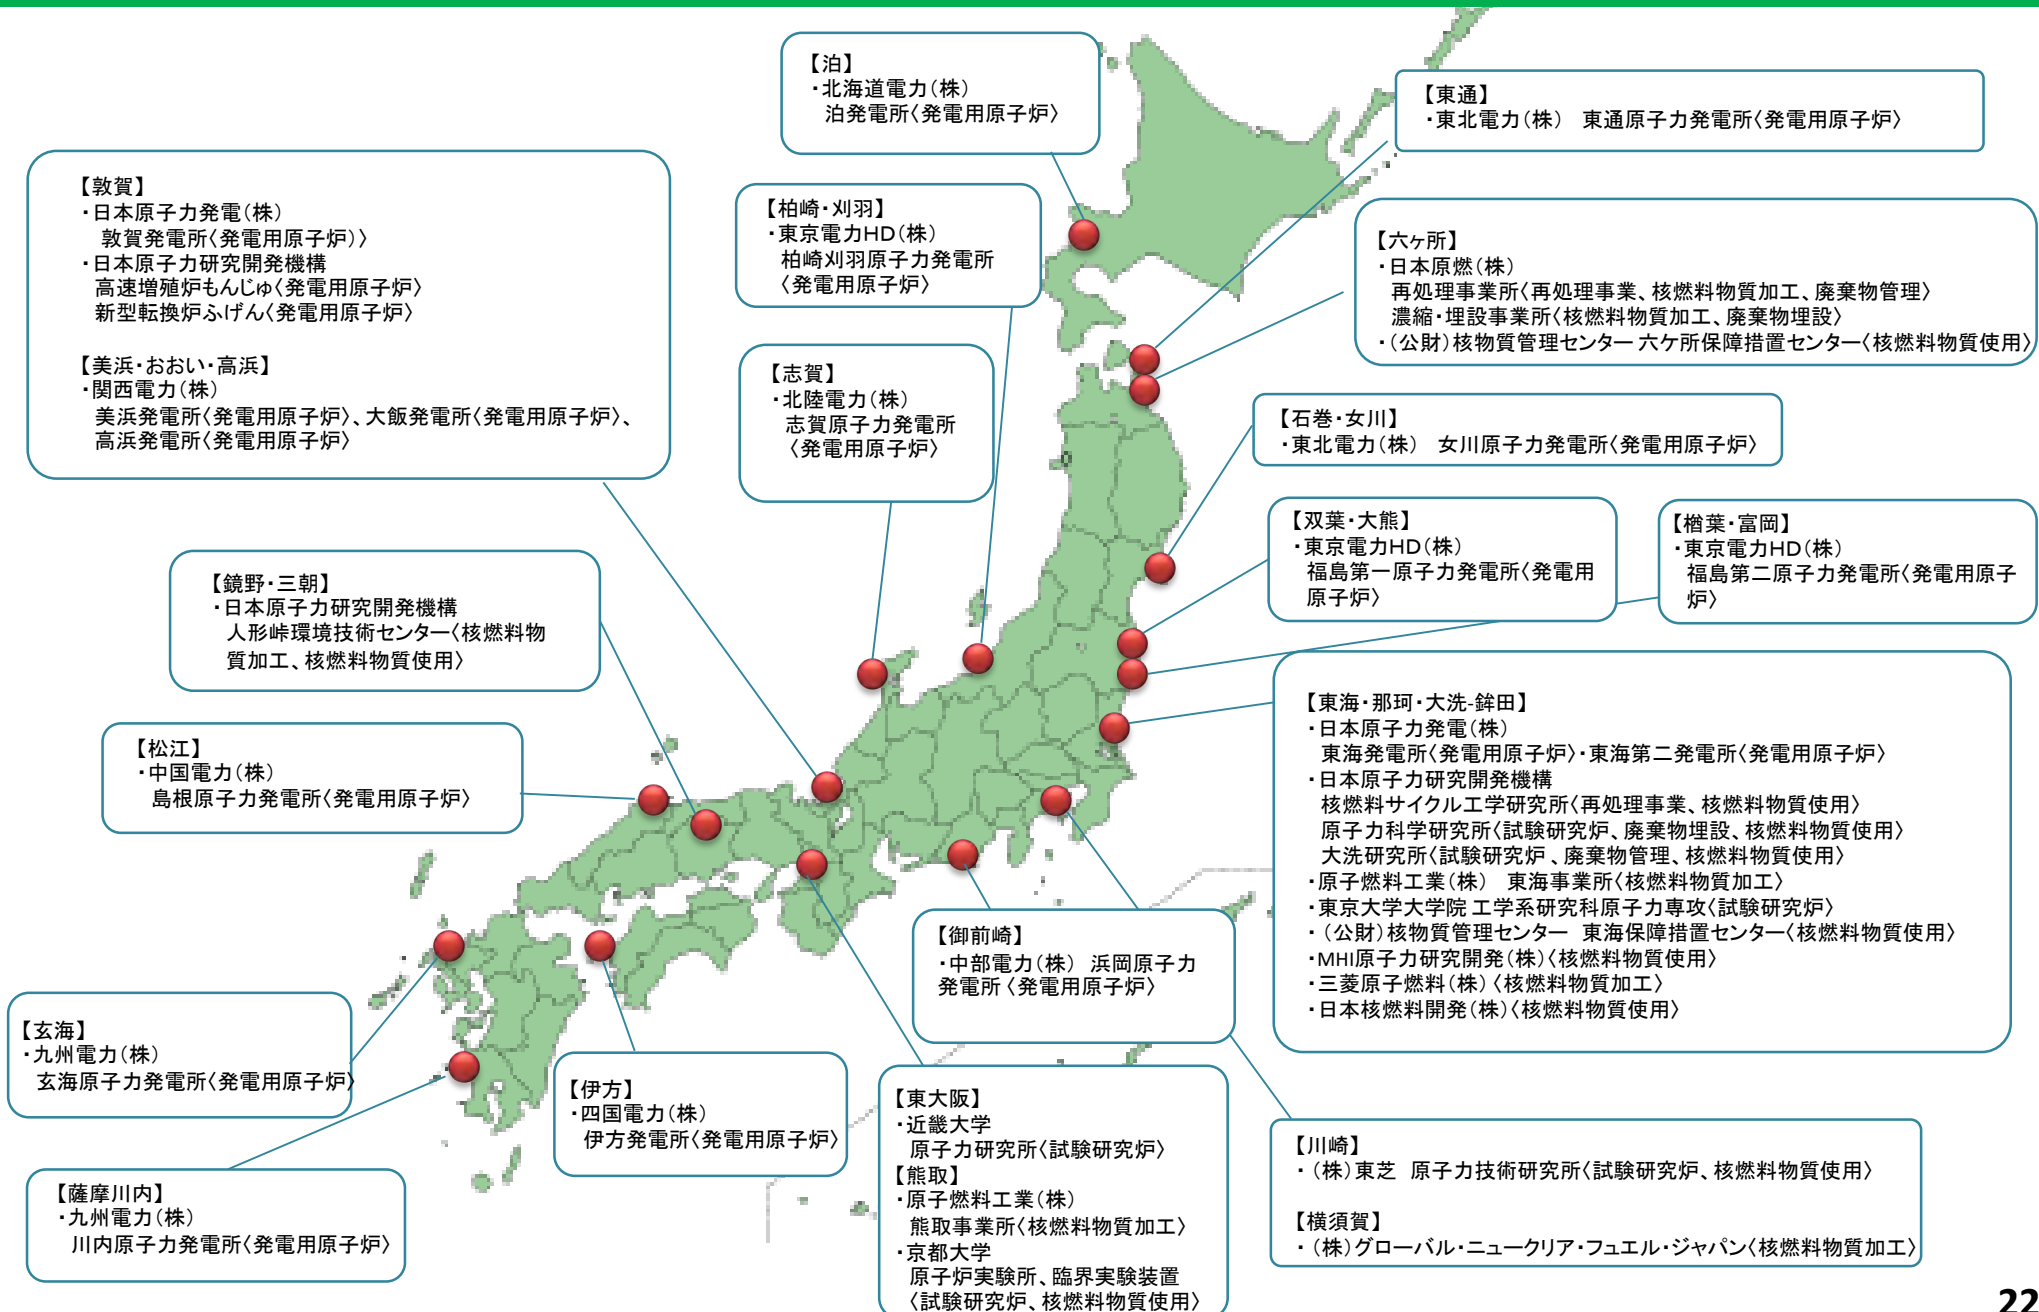 【泊】
・北海道電力(株)
泊発電所〈発電用原子炉〉
【東通】
・東北電力(株) 東通原子力発電所〈発電用原子炉〉
【敦賀】
・日本原子力発電(株)
敦賀発電所〈発電用原子炉)〉
・日本原子力研究開発機構
高速増殖炉もんじゅ〈発電用原子炉〉
新型転換炉ふげん〈発電用原子炉〉
【美浜・おおい・高浜】
・関西電力(株)
美浜発電所〈発電用原子炉〉、大飯発電所〈発電用原子炉〉、
高浜発電所〈発電用原子炉〉
【柏崎・刈羽】
・東京電力HD(株)
柏崎刈羽原子力発電所
〈発電用原子炉〉
【六ヶ所】
・日本原燃(株)
再処理事業所〈再処理事業、核燃料物質加工、廃棄物管理〉
濃縮・埋設事業所〈核燃料物質加工、廃棄物埋設〉
・(公財)核物質管理センター 六ケ所保障措置センター〈核燃料物質使用〉
【志賀】
・北陸電力(株)
志賀原子力発電所
〈発電用原子炉〉
【石巻・女川】
・東北電力(株) 女川原子力発電所〈発電用原子炉〉
【双葉・大熊】
・東京電力HD(株)
福島第一原子力発電所〈発電用
原子炉〉
【楢葉・富岡】
・東京電力HD(株)
福島第二原子力発電所〈発電用原子
炉〉
【鏡野・三朝】
・日本原子力研究開発機構
人形峠環境技術センター〈核燃料物
質加工、核燃料物質使用〉
【東海・那珂・大洗-鉾田】
・日本原子力発電(株)
東海発電所〈発電用原子炉〉・東海第二発電所〈発電用原子炉〉
・日本原子力研究開発機構
核燃料サイクル工学研究所〈再処理事業、核燃料物質使用〉
原子力科学研究所〈試験研究炉、廃棄物埋設、核燃料物質使用〉
大洗研究所〈試験研究炉、廃棄物管理、核燃料物質使用〉
・原子燃料工業(株) 東海事業所〈核燃料物質加工〉
・東京大学大学院 工学系研究科原子力専攻〈試験研究炉〉
・(公財)核物質管理センター 東海保障措置センター〈核燃料物質使用〉
・MHI原子力研究開発(株)〈核燃料物質使用〉
・三菱原子燃料(株)〈核燃料物質加工〉
・日本核燃料開発(株)〈核燃料物質使用〉
【松江】
・中国電力(株)
島根原子力発電所〈発電用原子炉〉
【御前崎】
・中部電力(株) 浜岡原子力
発電所〈発電用原子炉〉
【玄海】
・九州電力(株)
玄海原子力発電所〈発電用原子炉〉
【伊方】
・四国電力(株)
伊方発電所〈発電用原子炉〉
【東大阪】
・近畿大学
原子力研究所〈試験研究炉〉
【熊取】
・原子燃料工業(株)
熊取事業所〈核燃料物質加工〉
・京都大学
原子炉実験所、臨界実験装置
〈試験研究炉、核燃料物質使用〉
【川崎】
・(株)東芝 原子力技術研究所〈試験研究炉、核燃料物質使用〉
【横須賀】
・(株)グローバル・ニュークリア・フュエル・ジャパン〈核燃料物質加工〉
【薩摩川内】
・九州電力(株)
川内原子力発電所〈発電用原子炉〉
22